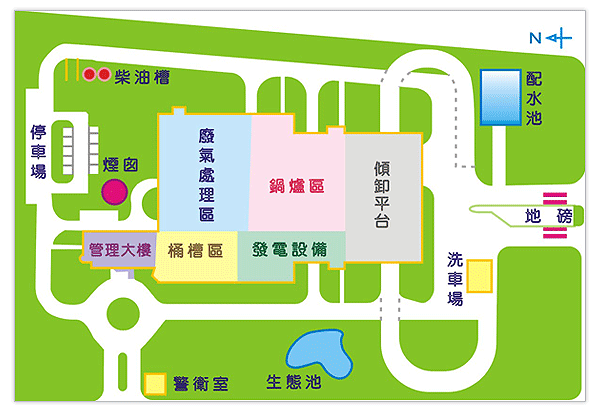 N
柴油槽
配水池
停車場
煙囱
廢氣處理區
鍋爐區
傾卸平台
地磅
管理大樓
桶槽區
發電設備
洗車場
警衛室
生態池